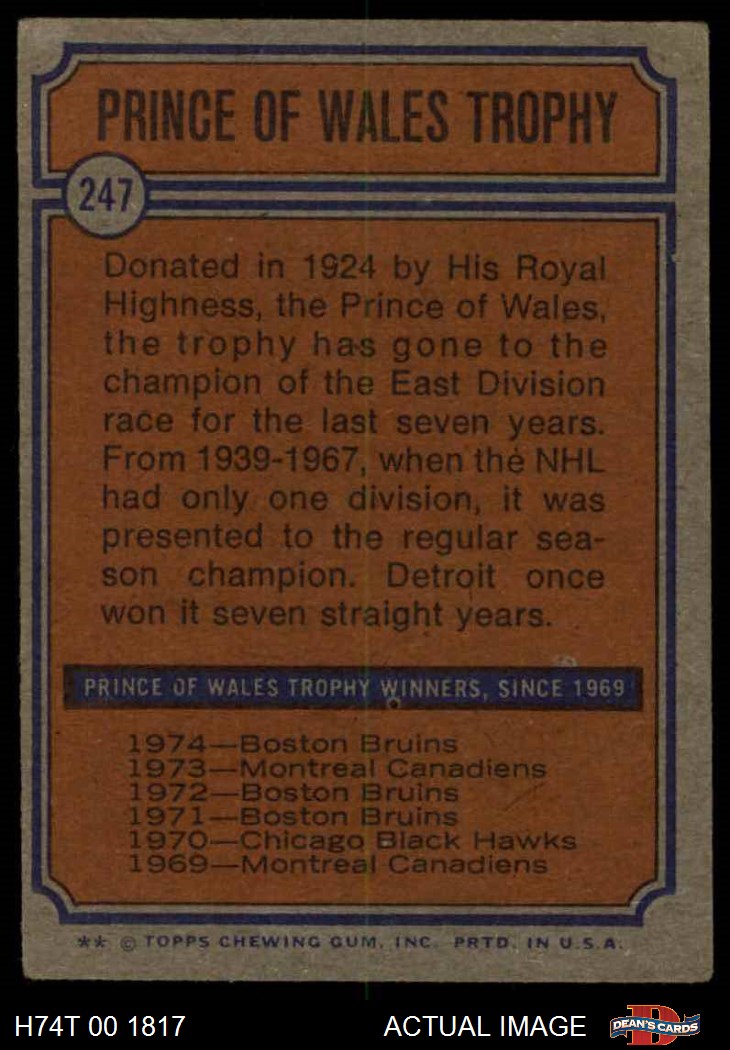 PRINCE OF WALES TROPHY
247
Donated in 1924 by His Royal
Highness, the Prince of Wales,
the trophy has gone to the
champion of the East Division
race for the last seven years.
From 1939-1967, when the NHL
had only one division, it was
presented to the regular sea-
son champion. Detroit once
won it seven straight years.
PRINCE OF WALES TROPHY WINNERS, SINCE 1969
1974—Boston Bruins
1973—Montreal Canadiens
1972—Boston Bruins
1971—Boston Bruins
1970—Chicago Black Hawks
1969—Montreal Canadiens
** © TOPPS CHEWING GUM, INC. PRTD. IN U.S.A.
H74T 00 1817 ACTUAL IMAGE D DEAN'S CARDS